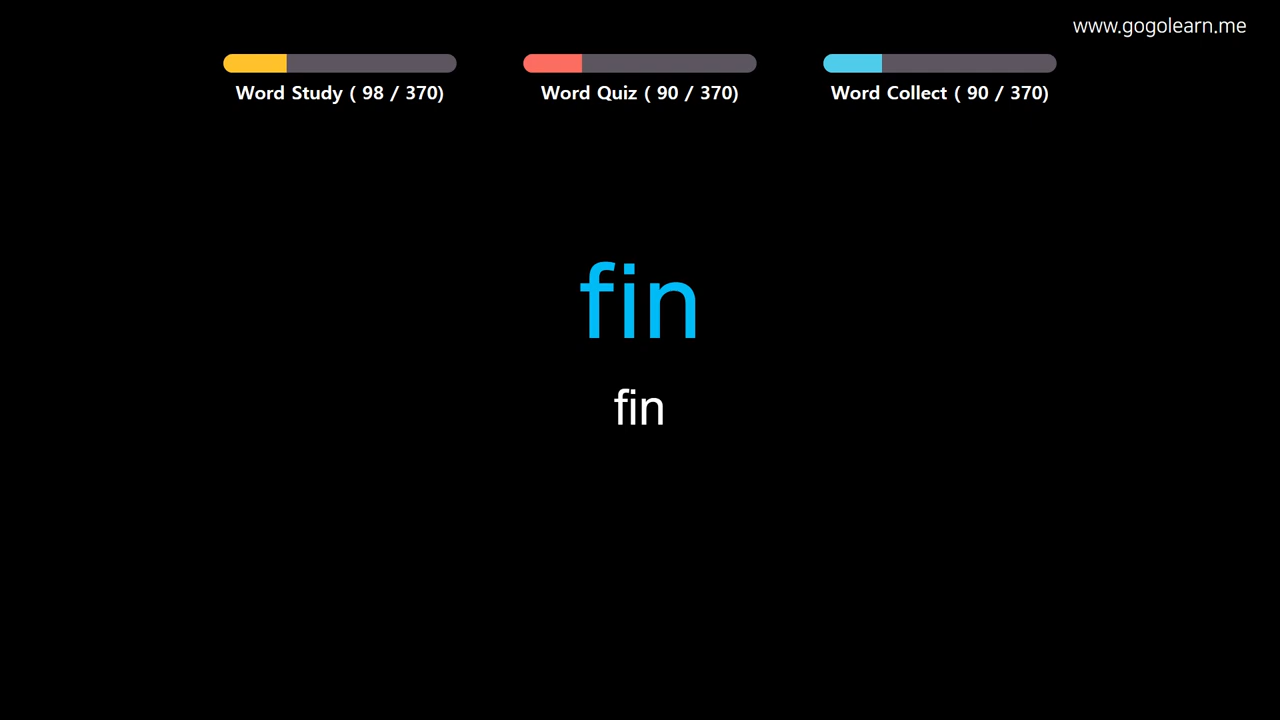 www.gogolearn.me
Word Study ( 98 / 370)
Word Quiz ( 90 / 370)
Word Collect ( 90 / 370)
fin
fin